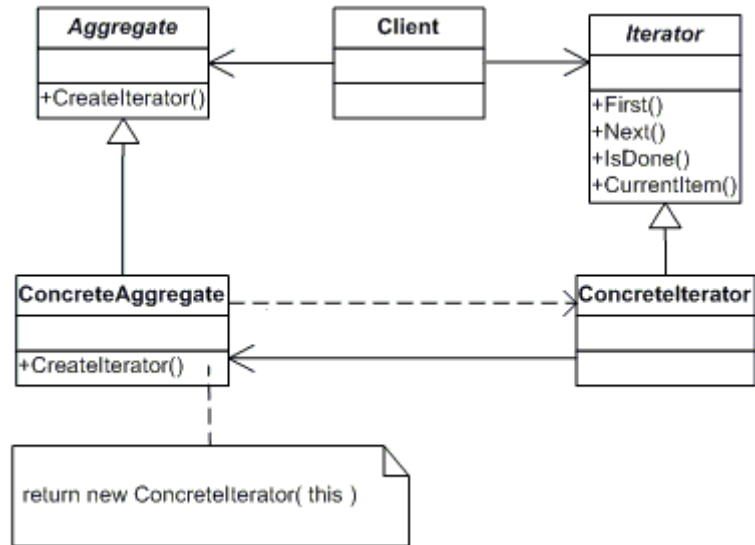 Aggregate
+CreateIterator()
Client
Iterator
+First()
+Next()
+IsDone()
+CurrentItem()
ConcreteAggregate
+CreateIterator()
ConcreteIterator
return new ConcreteIterator( this )